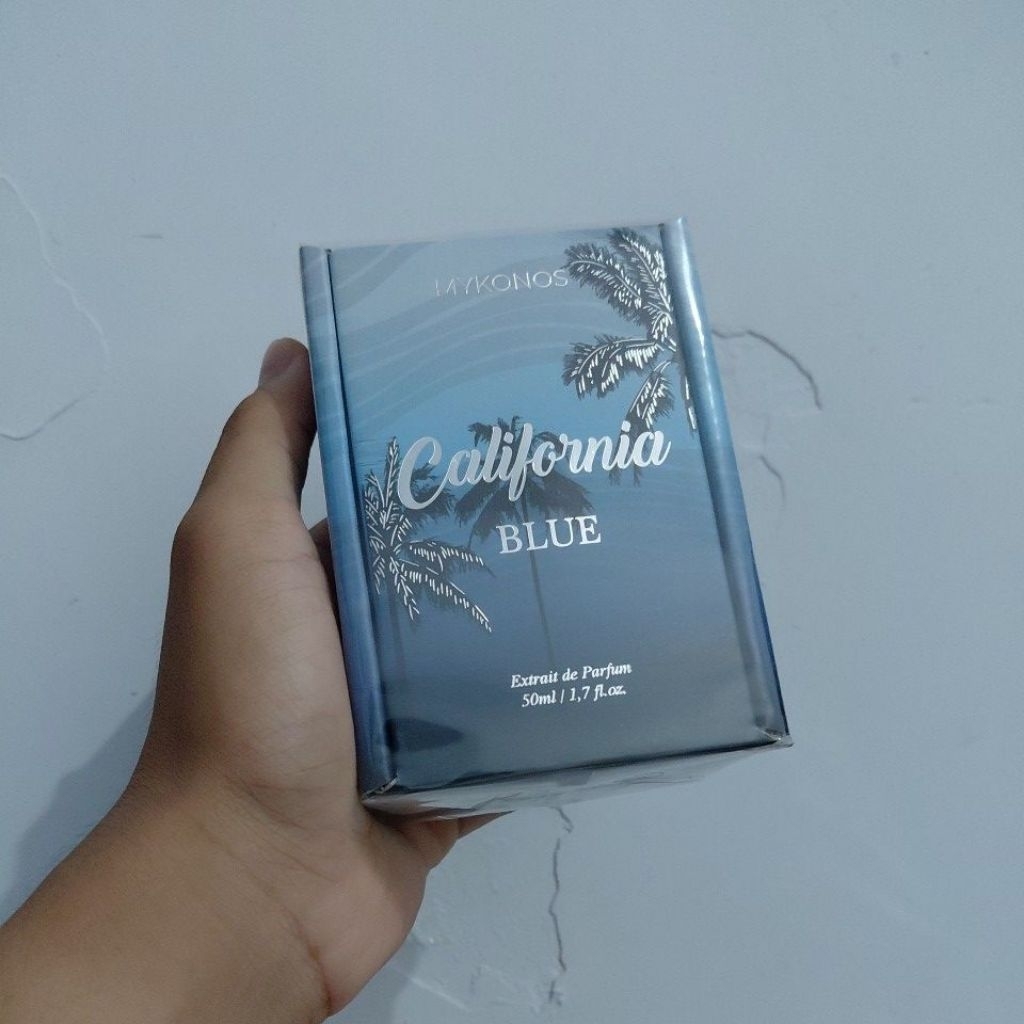 MYKONOS
California
BLUE
Extrait de Parfum
50ml | 1,7 fl.oz.